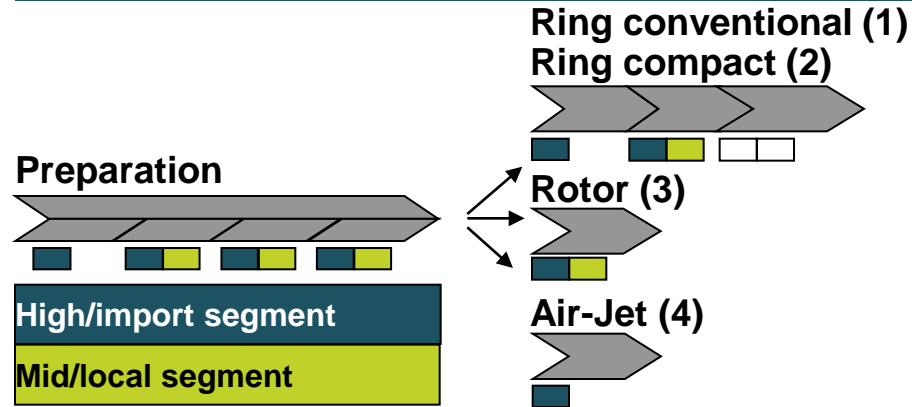 Ring conventional (1)
Ring compact (2)
Preparation
Rotor (3)
High/import segment
Air-Jet (4)
Mid/local segment